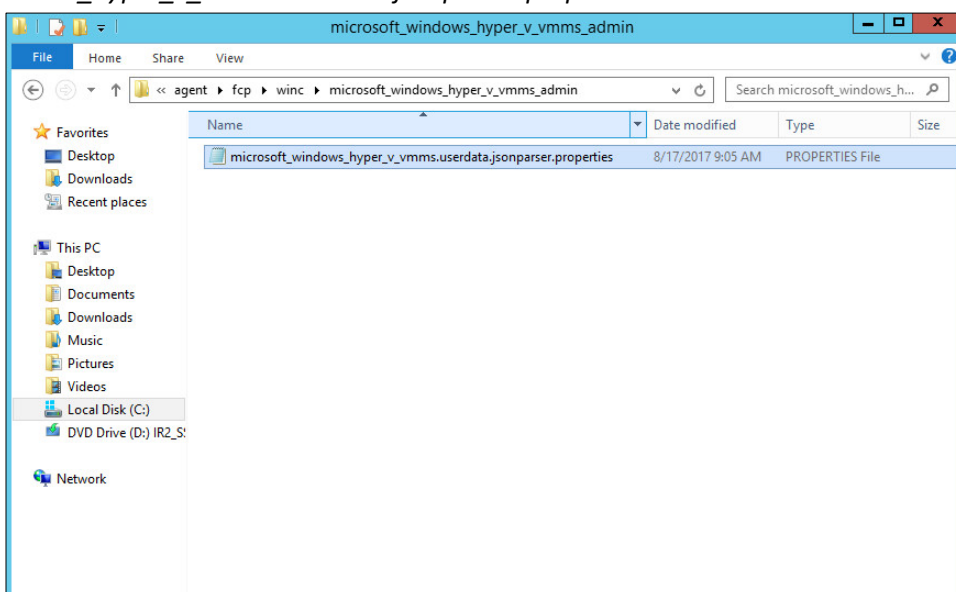 microsoft_windows_hyper_v_vmms_admin
File Home Share View
« agent ▸ fcp ▸ winc ▸ microsoft_windows_hyper_v_vmms_admin Search microsoft_windows_h...
Favorites
Desktop
Downloads
Recent places
This PC
Desktop
Documents
Downloads
Music
Pictures
Videos
Local Disk (C:)
DVD Drive (D:) IR2_S
Network
Name Date modified Type Size
microsoft_windows_hyper_v_vmms.userdata.jsonparser.properties 8/17/2017 9:05 AM PROPERTIES File